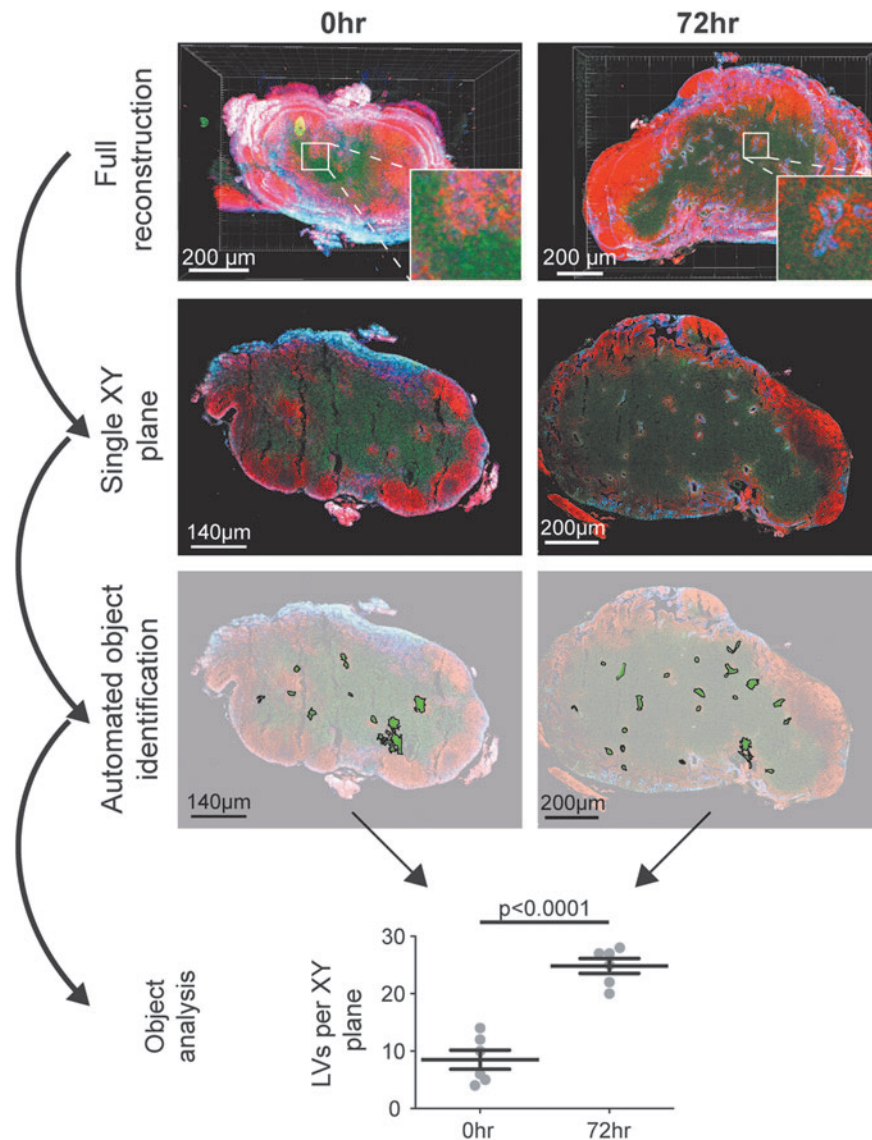 0hr
72hr
Full
reconstruction
200 µm
200 µm
Single XY
plane
140µm
200µm
Automated object
identification
140µm
200µm
Object
analysis
p<0.0001
LVs per XY
plane
30
20
10
0
0hr
72hr